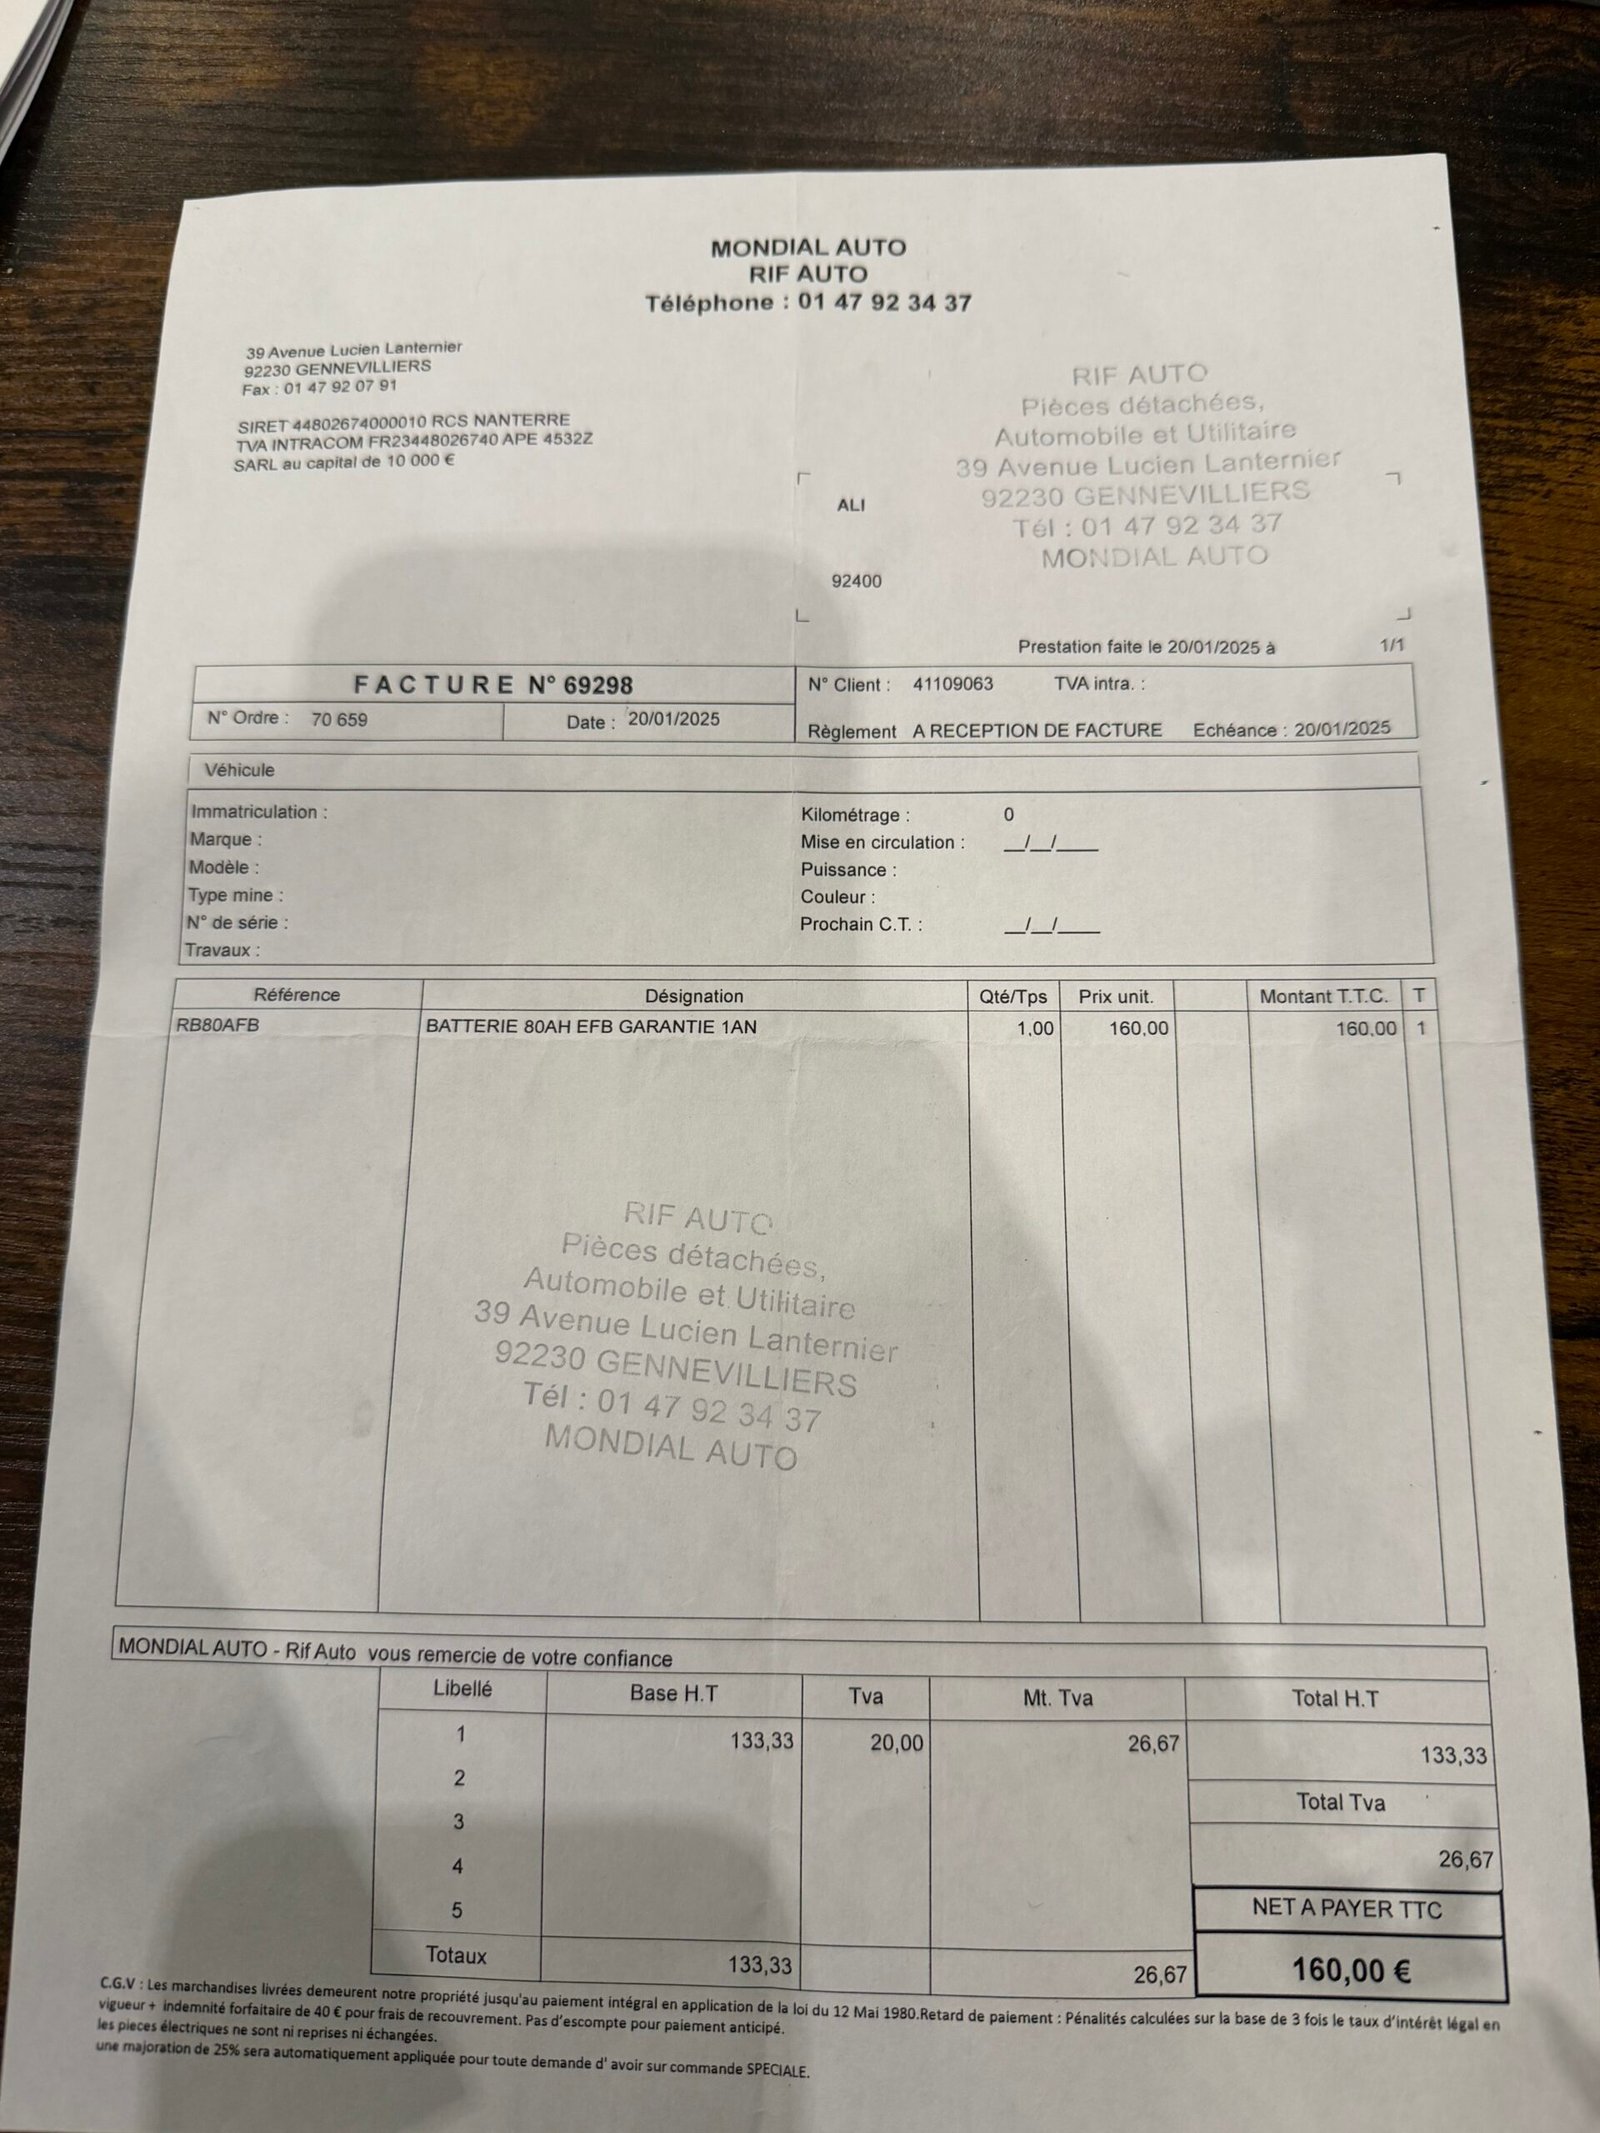 MONDIAL AUTO
RIF AUTO
Téléphone : 01 47 92 34 37
39 Avenue Lucien Lanternier
92230 GENNEVILLIERS
Fax : 01 47 92 07 91
SIRET 44802674000010 RCS NANTERRE
TVA INTRACOM FR23448026740 APE 4532Z
SARL au capital de 10 000 €
RIF AUTO
Pièces détachées,
Automobile et Utilitaire
39 Avenue Lucien Lanternier
92230 GENNEVILLIERS
Tél : 01 47 92 34 37
MONDIAL AUTO
ALI
92400
Prestation faite le 20/01/2025 à 1/1
FACTURE N° 69298
N° Ordre : 70 659 Date : 20/01/2025
N° Client : 41109063 TVA intra. :
Règlement A RECEPTION DE FACTURE Echéance : 20/01/2025
Véhicule
Immatriculation : Kilométrage : 0
Marque : Mise en circulation : __/__/____
Modèle : Puissance :
Type mine : Couleur :
N° de série : Prochain C.T. : __/__/____
Travaux :
Référence Désignation Qté/Tps Prix unit. Montant T.T.C. T
RB80AFB BATTERIE 80AH EFB GARANTIE 1AN 1,00 160,00 160,00 1
RIF AUTO
Pièces détachées,
Automobile et Utilitaire
39 Avenue Lucien Lanternier
92230 GENNEVILLIERS
Tél : 01 47 92 34 37
MONDIAL AUTO
MONDIAL AUTO - Rif Auto vous remercie de votre confiance
Libellé Base H.T Tva Mt. Tva Total H.T
1 133,33 20,00 26,67 133,33
2
Total Tva
3
26,67
4
5
NET A PAYER TTC
Totaux 133,33 26,67 160,00 €
C.G.V : Les marchandises livrées demeurent notre propriété jusqu'au paiement intégral en application de la loi du 12 Mai 1980.Retard de paiement : Pénalités calculées sur la base de 3 fois le taux d'intérêt légal en
vigueur + indemnité forfaitaire de 40 € pour frais de recouvrement. Pas d'escompte pour paiement anticipé.
les pieces électriques ne sont ni reprises ni échangées.
une majoration de 25% sera automatiquement appliquée pour toute demande d' avoir sur commande SPECIALE.